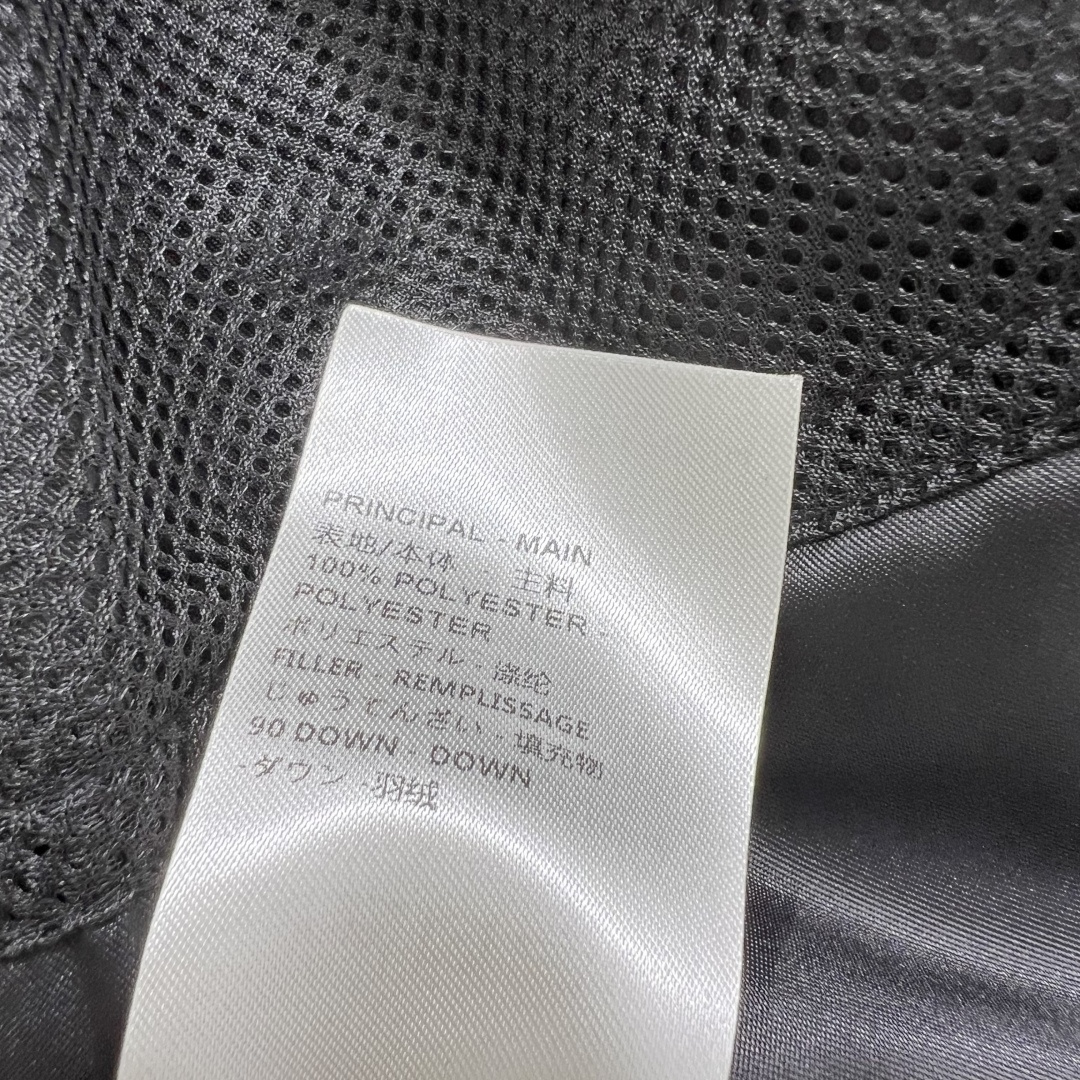 PRINCIPAL - MAIN
表地/本体 主料
100% POLYESTER -
POLYESTER
ポリエステル - 涤纶
FILLER - REMPLISSAGE
じゅうてんざい - 填充物
90 DOWN - DOWN
-ダウン -羽绒